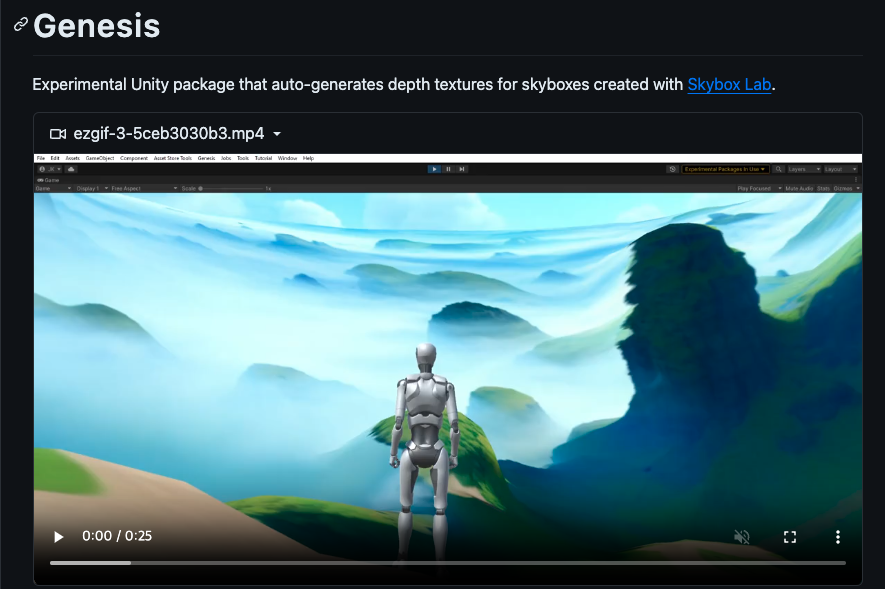 Genesis
Experimental Unity package that auto-generates depth textures for skyboxes created with Skybox Lab.
ezgif-3-5ceb3030b3.mp4
File Edit Assets GameObject Component Asset Store Tools Genesis Jobs Tools Tutorial Window Help
Experimental Packages In Use Layers Layout
Game
Game Display 1 Free Aspect Scale 1x Play Focused Mute Audio Stats Gizmos
0:00 / 0:25